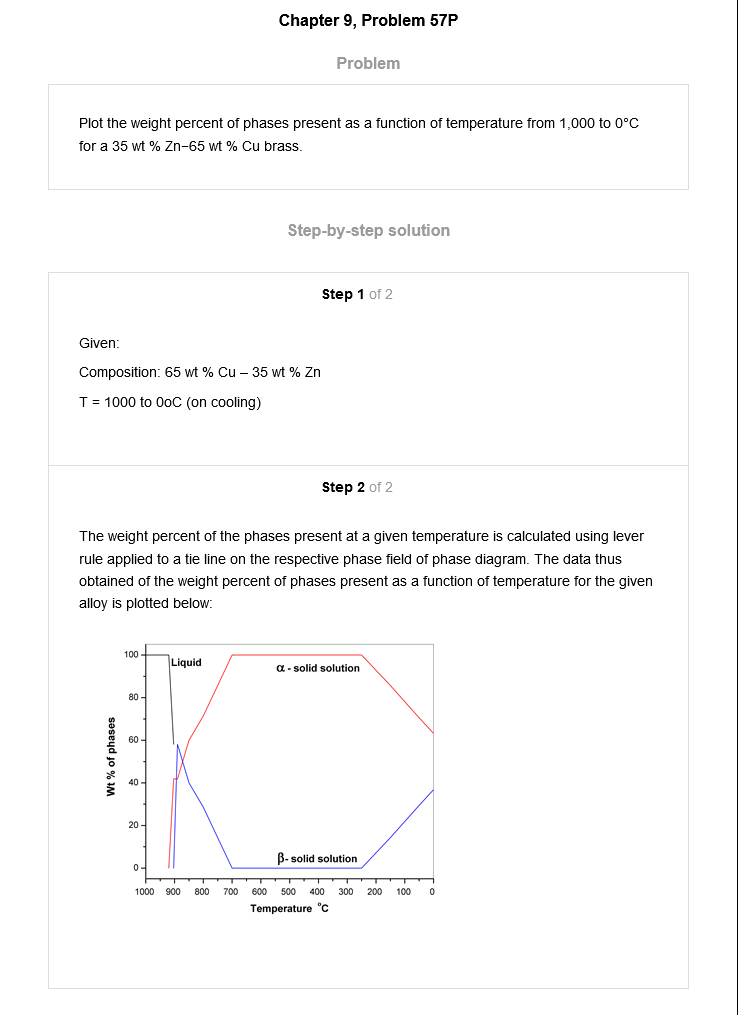 Chapter 9, Problem 57P
Problem
Plot the weight percent of phases present as a function of temperature from 1,000 to 0°C
for a 35 wt % Zn−65 wt % Cu brass.
Step-by-step solution
Step 1 of 2
Given:
Composition: 65 wt % Cu – 35 wt % Zn
T = 1000 to 0oC (on cooling)
Step 2 of 2
The weight percent of the phases present at a given temperature is calculated using lever
rule applied to a tie line on the respective phase field of phase diagram. The data thus
obtained of the weight percent of phases present as a function of temperature for the given
alloy is plotted below:
Wt % of phases
100
80
60
40
20
0
Liquid
α - solid solution
β- solid solution
1000 900 800 700 600 500 400 300 200 100 0
Temperature °C